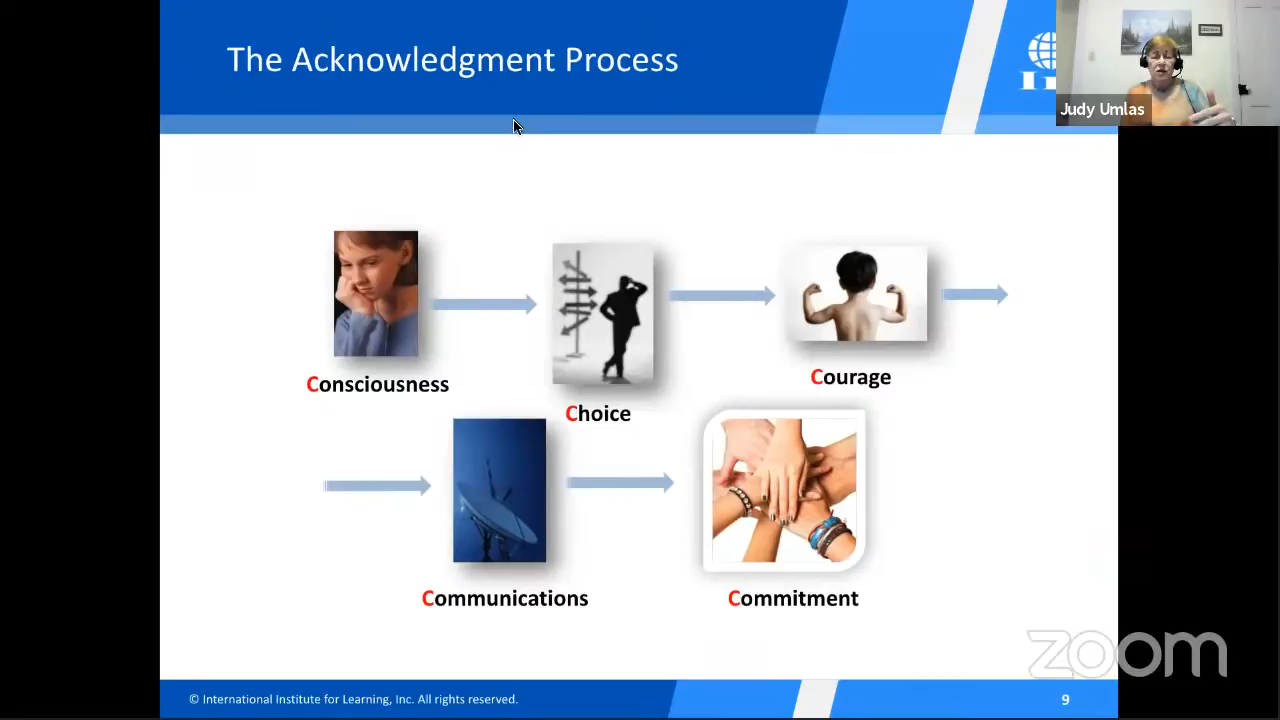 The Acknowledgment Process
Judy Umlas
Consciousness
Choice
Courage
Communications
Commitment
zoom
© International Institute for Learning, Inc. All rights reserved.
9